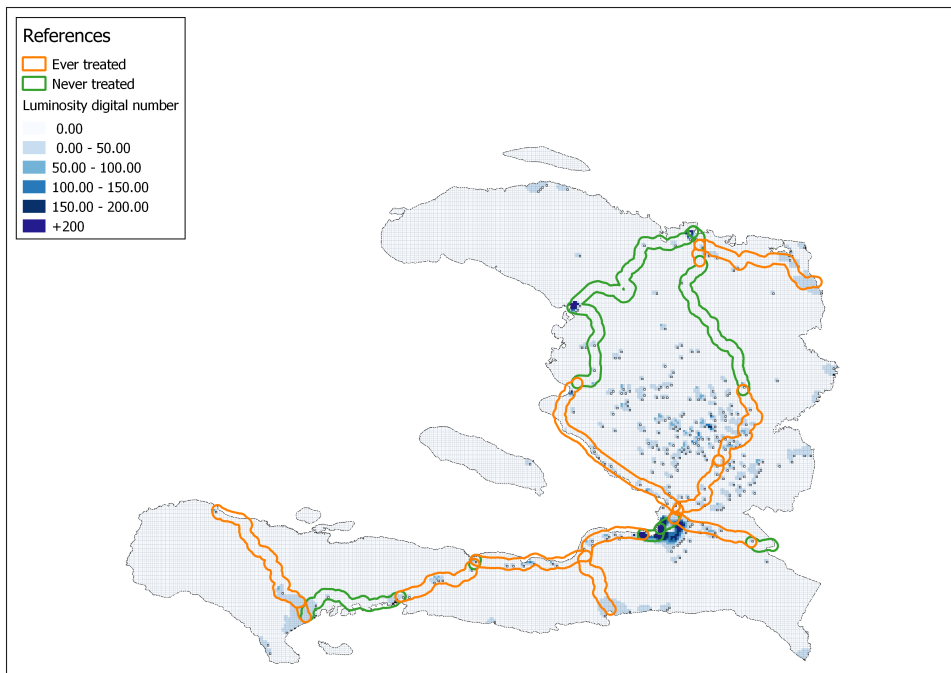 References
Ever treated
Never treated
Luminosity digital number
0.00
0.00 - 50.00
50.00 - 100.00
100.00 - 150.00
150.00 - 200.00
+200